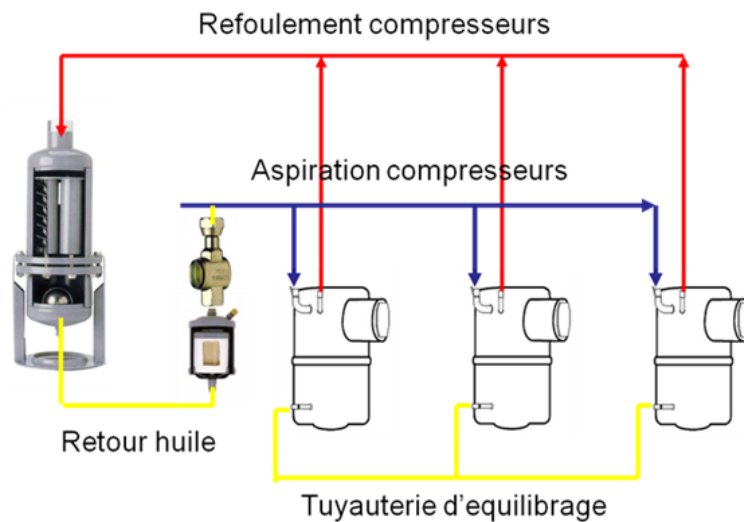 Refoulement compresseurs
Aspiration compresseurs
Retour huile
Tuyauterie d'equilibrage